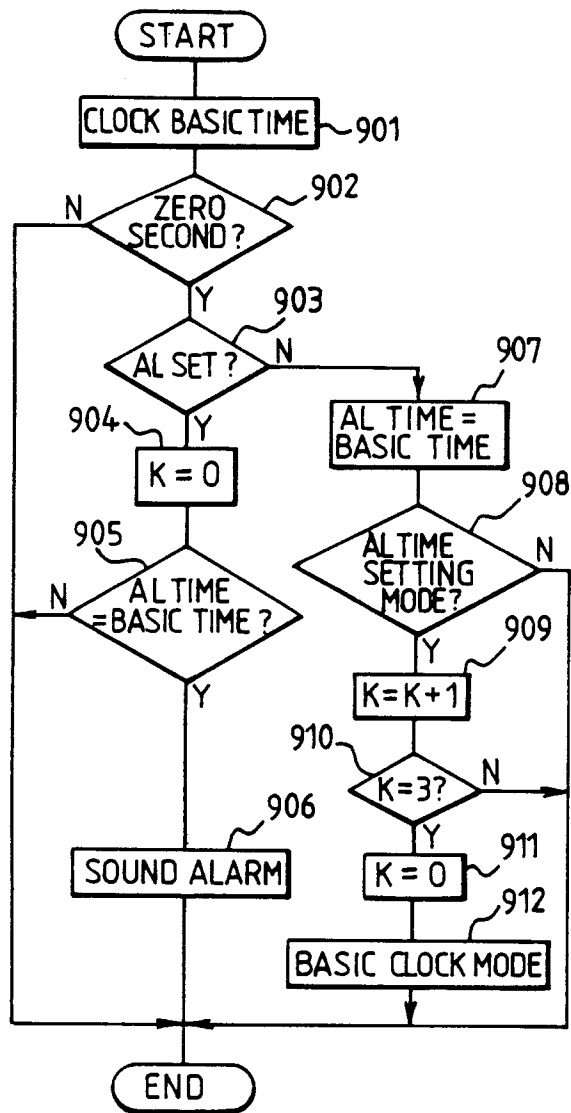 START
CLOCK BASIC TIME
901
902
N
ZERO
SECOND?
Y
903
AL SET?
N
907
904
Y
AL TIME =
BASIC TIME
K = 0
908
905
AL TIME
SETTING
MODE?
N
AL TIME
= BASIC TIME?
N
Y
909
Y
K = K + 1
910
K = 3?
N
906
Y
911
SOUND ALARM
K = 0
912
BASIC CLOCK MODE
END